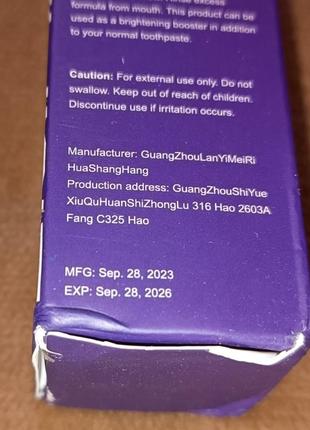 formula from mouth. This product can be
used as a brightening booster in addition
to your normal toothpaste.
Caution: For external use only. Do not
swallow. Keep out of reach of children.
Discontinue use if irritation occurs.
Manufacturer: GuangZhouLanYiMeiRi
HuaShangHang
Production address: GuangZhouShiYue
XiuQuHuanShiZhongLu 316 Hao 2603A
Fang C325 Hao
MFG: Sep. 28, 2023
EXP: Sep. 28, 2026